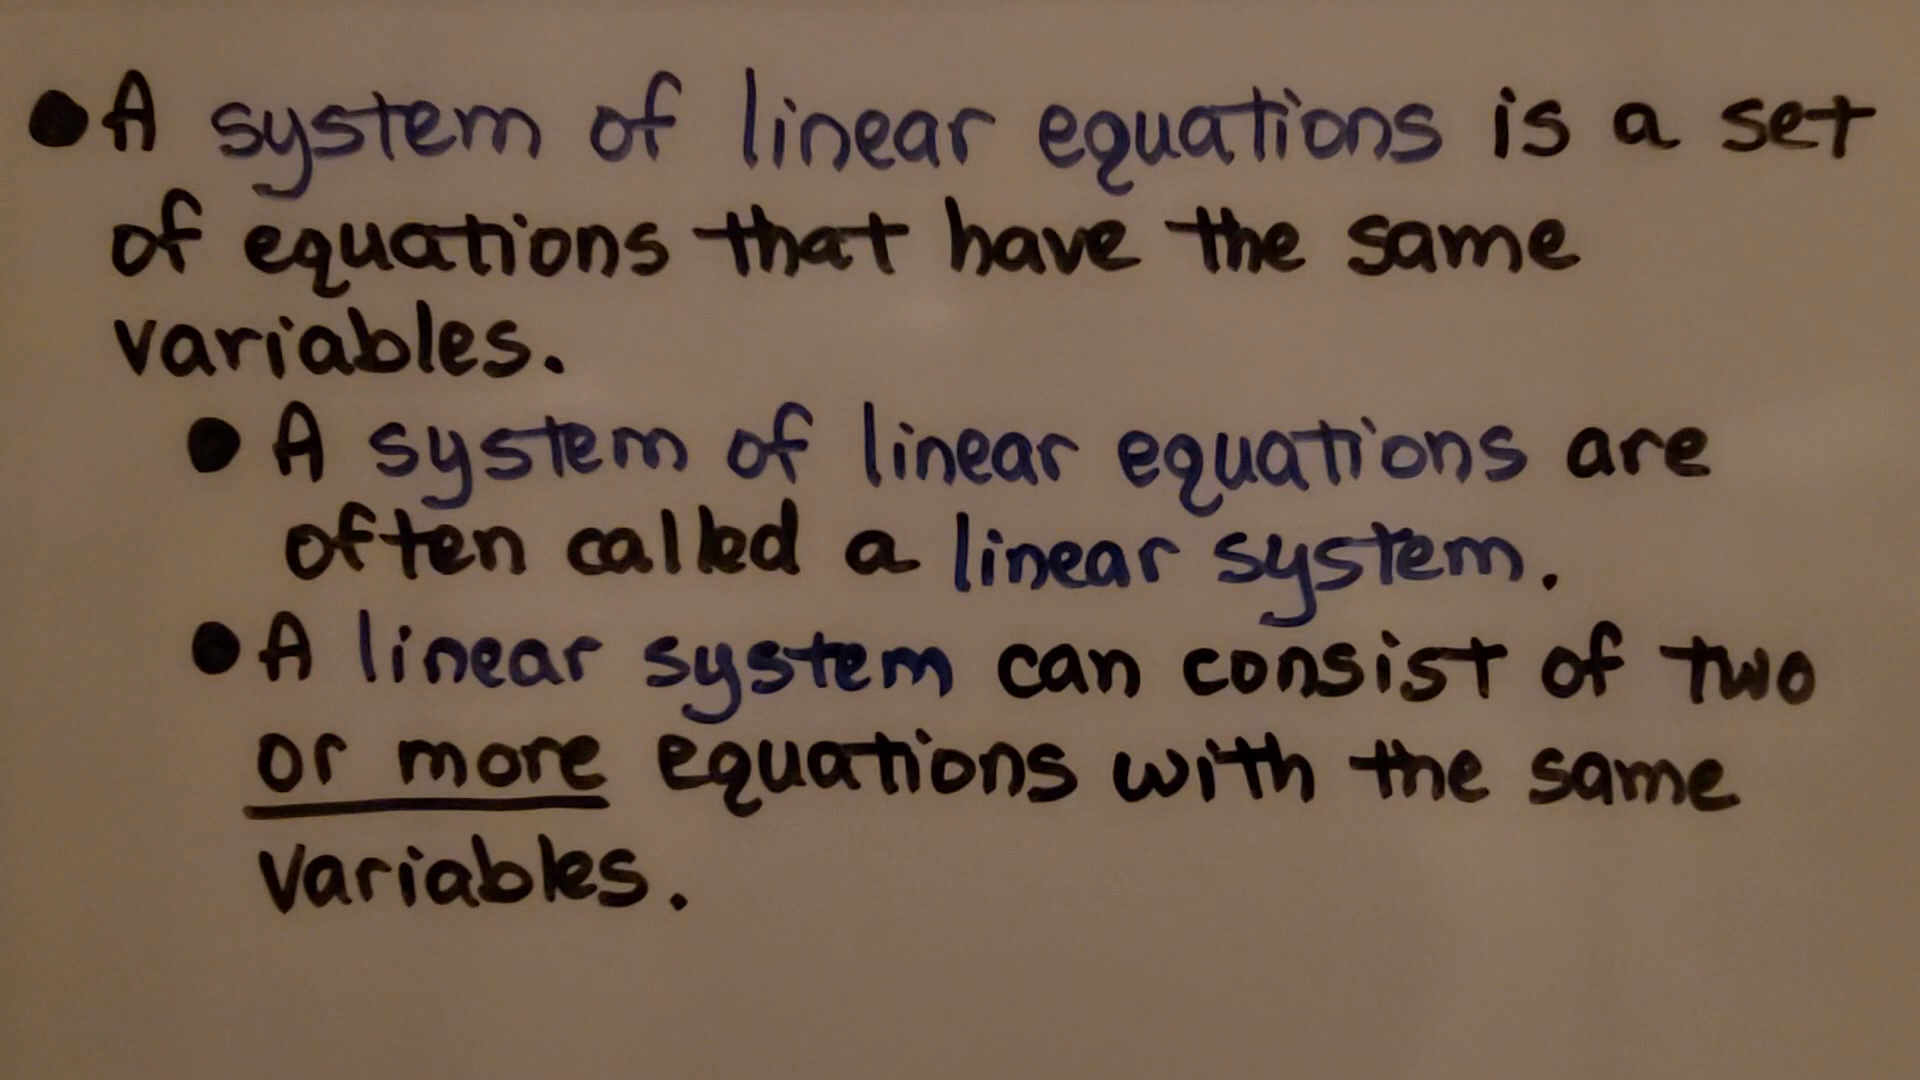 • A system of linear equations is a set
of equations that have the same
variables.
• A system of linear equations are
often called a linear system.
• A linear system can consist of two
or more equations with the same
variables.